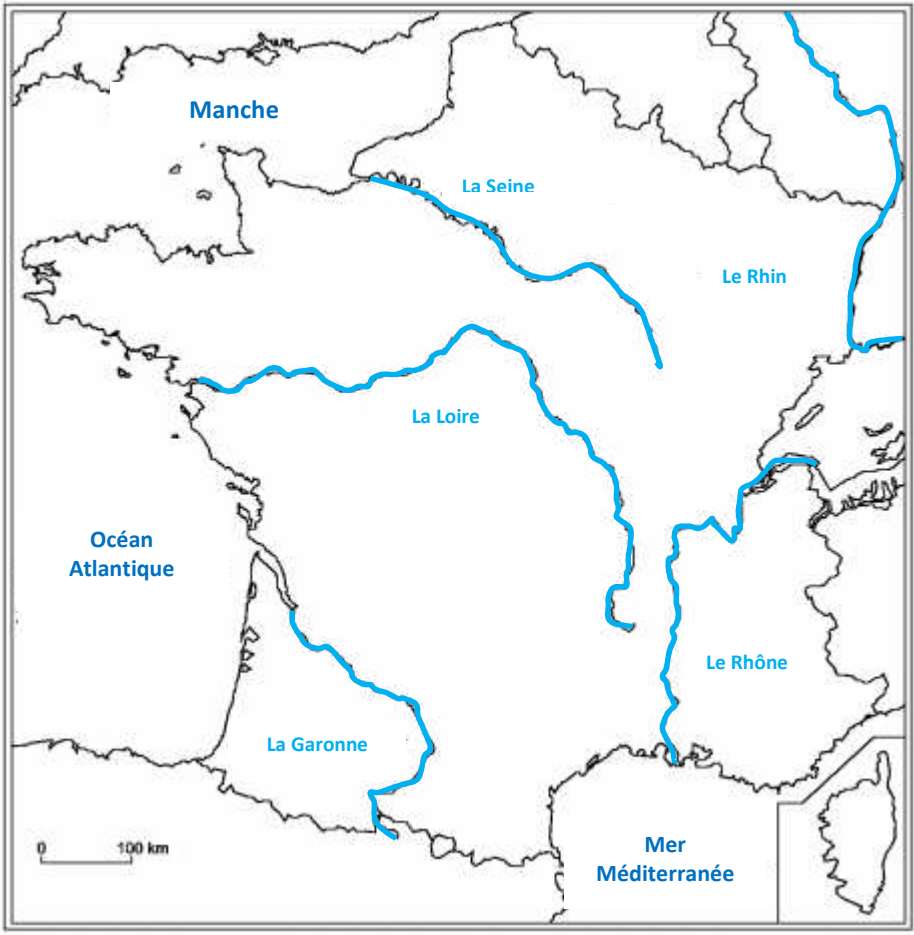 Manche
La Seine
Le Rhin
La Loire
Océan
Atlantique
Le Rhône
La Garonne
Mer
Méditerranée
0 100 km